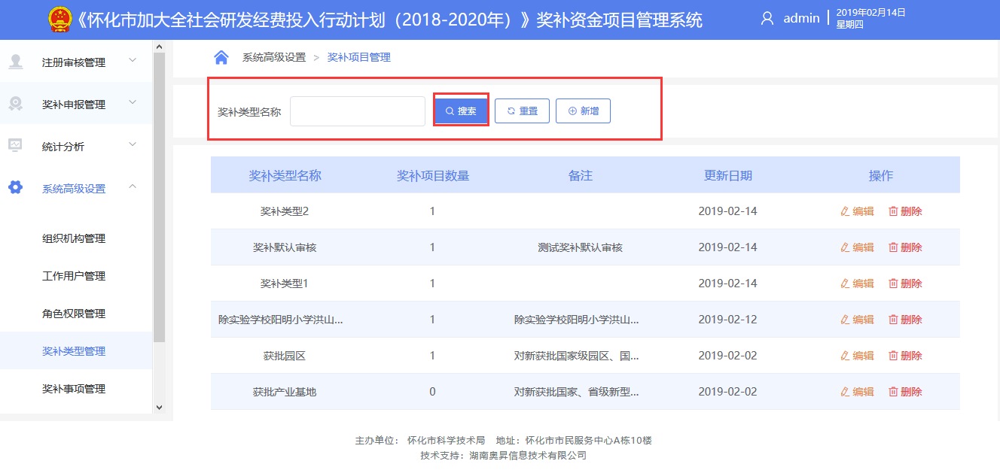 《怀化市加大全社会研发经费投入行动计划（2018-2020年）》奖补资金项目管理系统
admin
2019年02月14日
星期四
注册审核管理
奖补申报管理
统计分析
系统高级设置
组织机构管理
工作用户管理
角色权限管理
奖补类型管理
奖补事项管理
系统高级设置 > 奖补项目管理
奖补类型名称 搜索 重置 新增
奖补类型名称 奖补项目数量 备注 更新日期 操作
奖补类型2 1 2019-02-14 编辑 删除
奖补默认审核 1 测试奖补默认审核 2019-02-14 编辑 删除
奖补类型1 1 2019-02-14 编辑 删除
除实验学校阳明小学洪山... 1 除实验学校阳明小学洪山... 2019-02-12 编辑 删除
获批园区 1 对新获批国家级园区、国... 2019-02-02 编辑 删除
获批产业基地 0 对新获批国家、省级新型... 2019-02-02 编辑 删除
主办单位： 怀化市科学技术局 地址：怀化市市民服务中心A栋10楼
技术支持：湖南奥昇信息技术有限公司